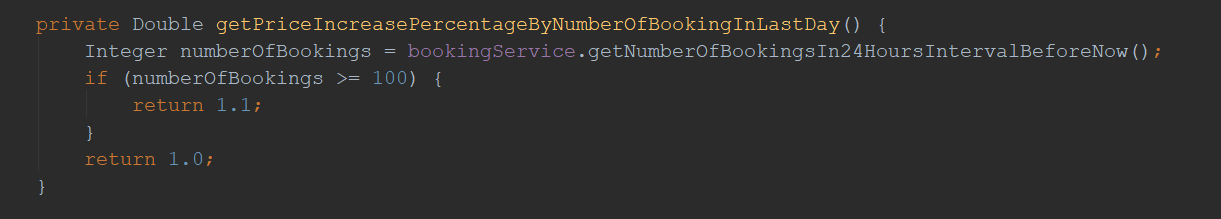 private Double getPriceIncreasePercentageByNumberOfBookingInLastDay() {
    Integer numberOfBookings = bookingService.getNumberOfBookingsIn24HoursIntervalBeforeNow();
    if (numberOfBookings >= 100) {
        return 1.1;
    }
    return 1.0;
}